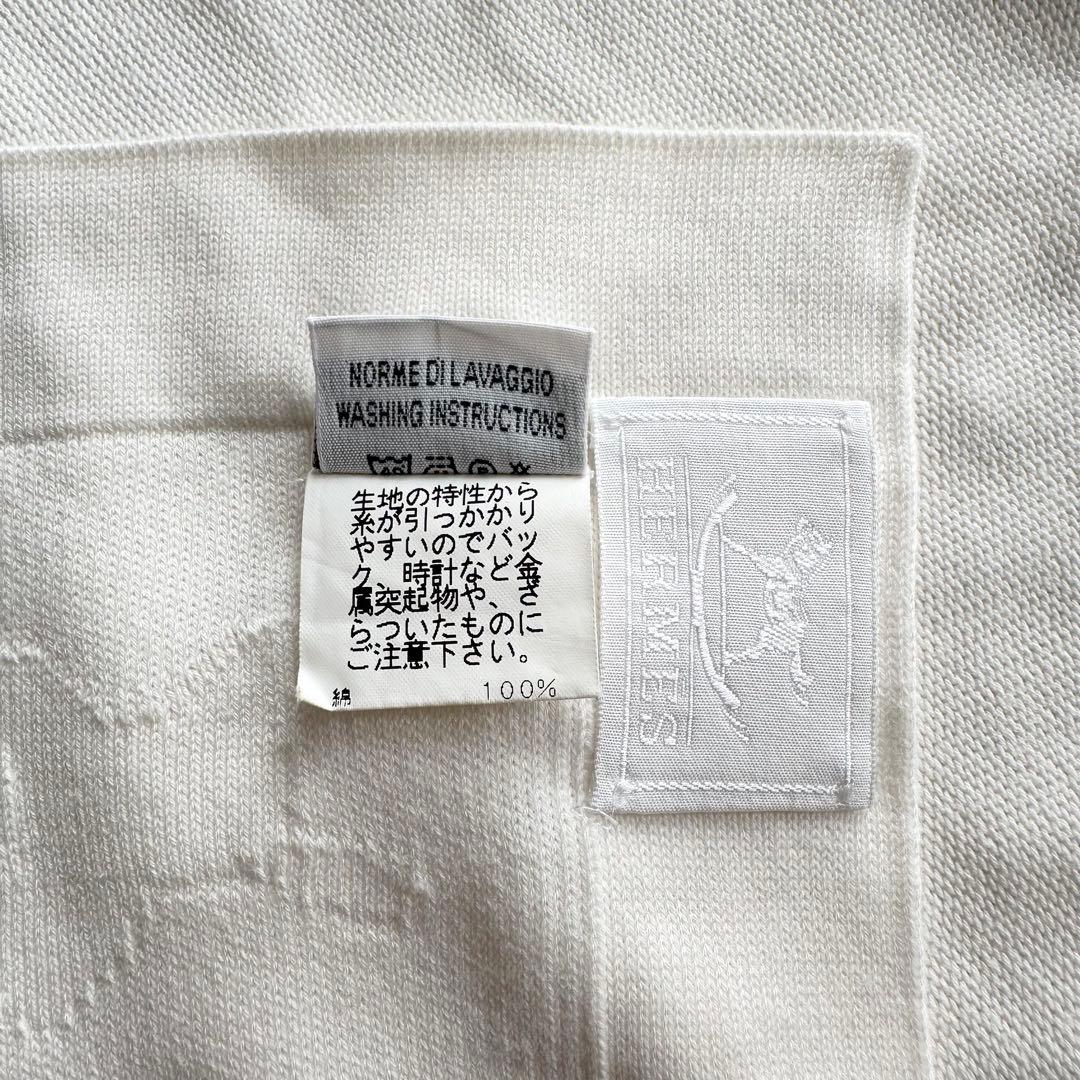 NORME DI LAVAGGIO
WASHING INSTRUCTIONS
生地の特性から
糸が引っかかり
やすいのでバッ
ク、時計など金
属突起物や、ざ
らついたものに
ご注意下さい。
綿 100%
HERMÈS